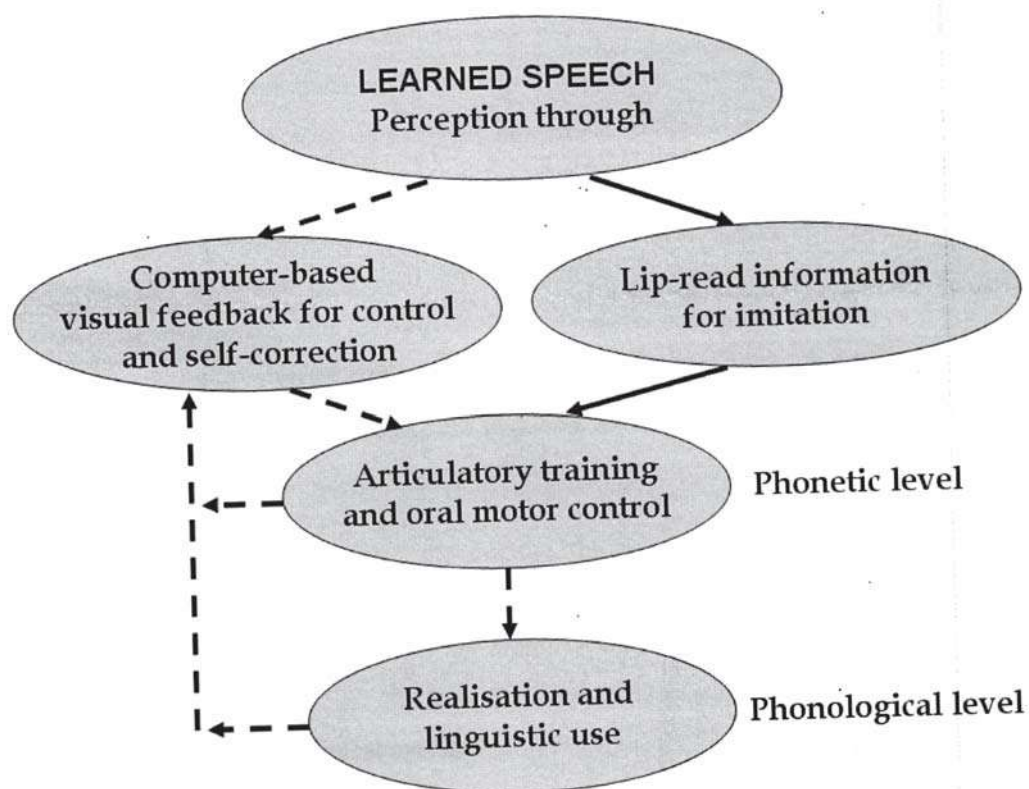 LEARNED SPEECH
Perception through
Computer-based
visual feedback for control
and self-correction
Lip-read information
for imitation
Articulatory training
and oral motor control
Phonetic level
Realisation and
linguistic use
Phonological level